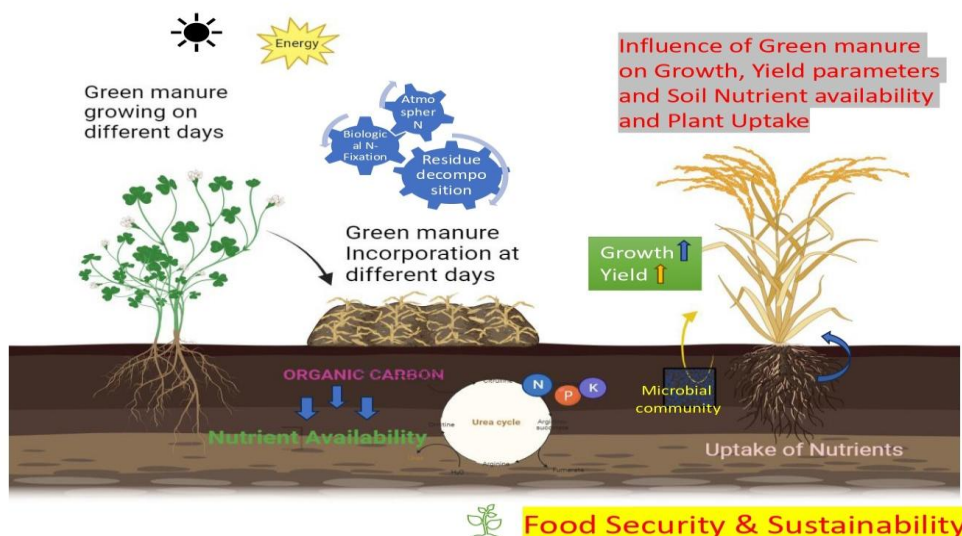 Energy
Green manure
growing on
different days
Influence of Green manure
on Growth, Yield parameters
and Soil Nutrient availability
and Plant Uptake
Atmo
spher
N
Biologic
al N-
Fixation
Residue
decompo
sition
Green manure
Incorporation at
different days
Growth
Yield
ORGANIC CARBON
Nutrient Availability
Urea cycle
H₂O
Fumarate
N
P
K
Microbial
community
Uptake of Nutrients
Food Security & Sustainability